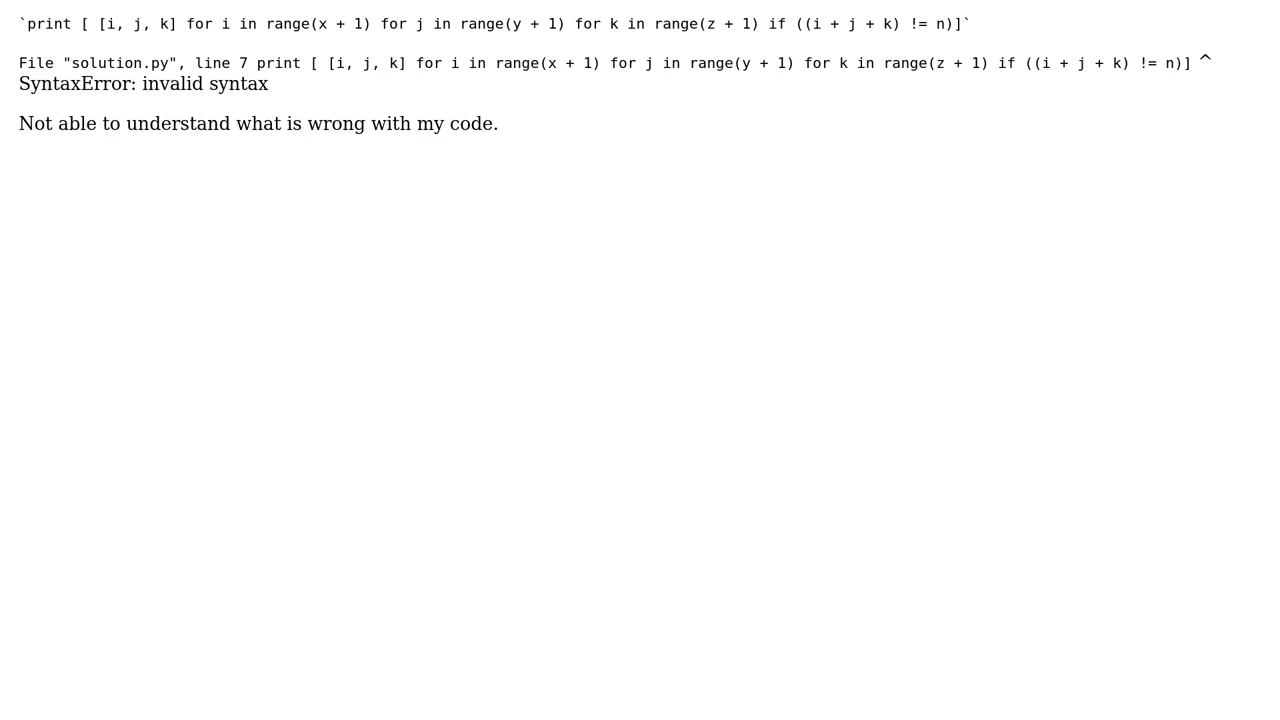 `print [ [i, j, k] for i in range(x + 1) for j in range(y + 1) for k in range(z + 1) if ((i + j + k) != n)]`
File "solution.py", line 7 print [ [i, j, k] for i in range(x + 1) for j in range(y + 1) for k in range(z + 1) if ((i + j + k) != n)] ^
SyntaxError: invalid syntax
Not able to understand what is wrong with my code.